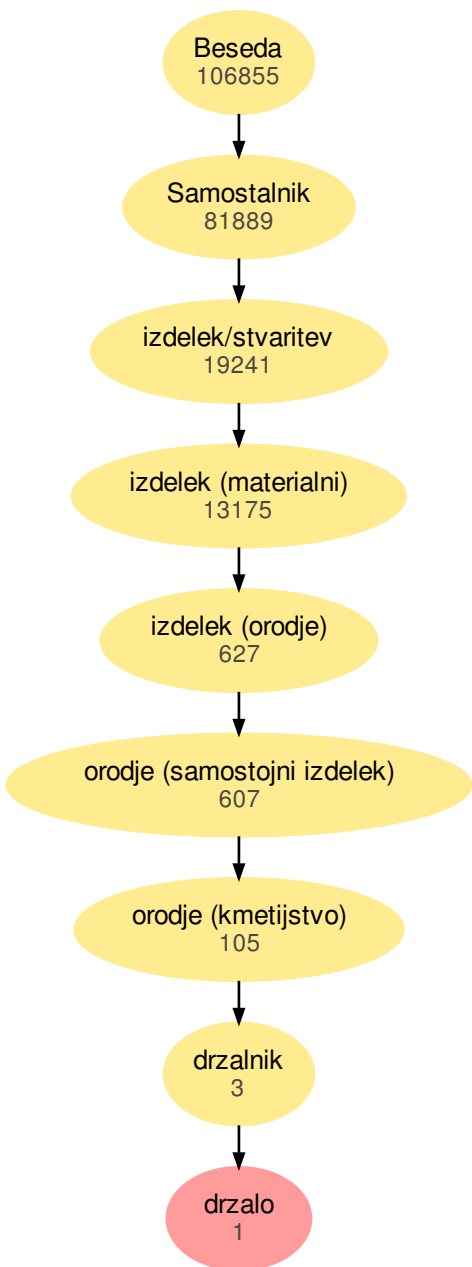 Beseda
106855
Samostalnik
81889
izdelek/stvaritev
19241
izdelek (materialni)
13175
izdelek (orodje)
627
orodje (samostojni izdelek)
607
orodje (kmetijstvo)
105
drzalnik
3
drzalo
1